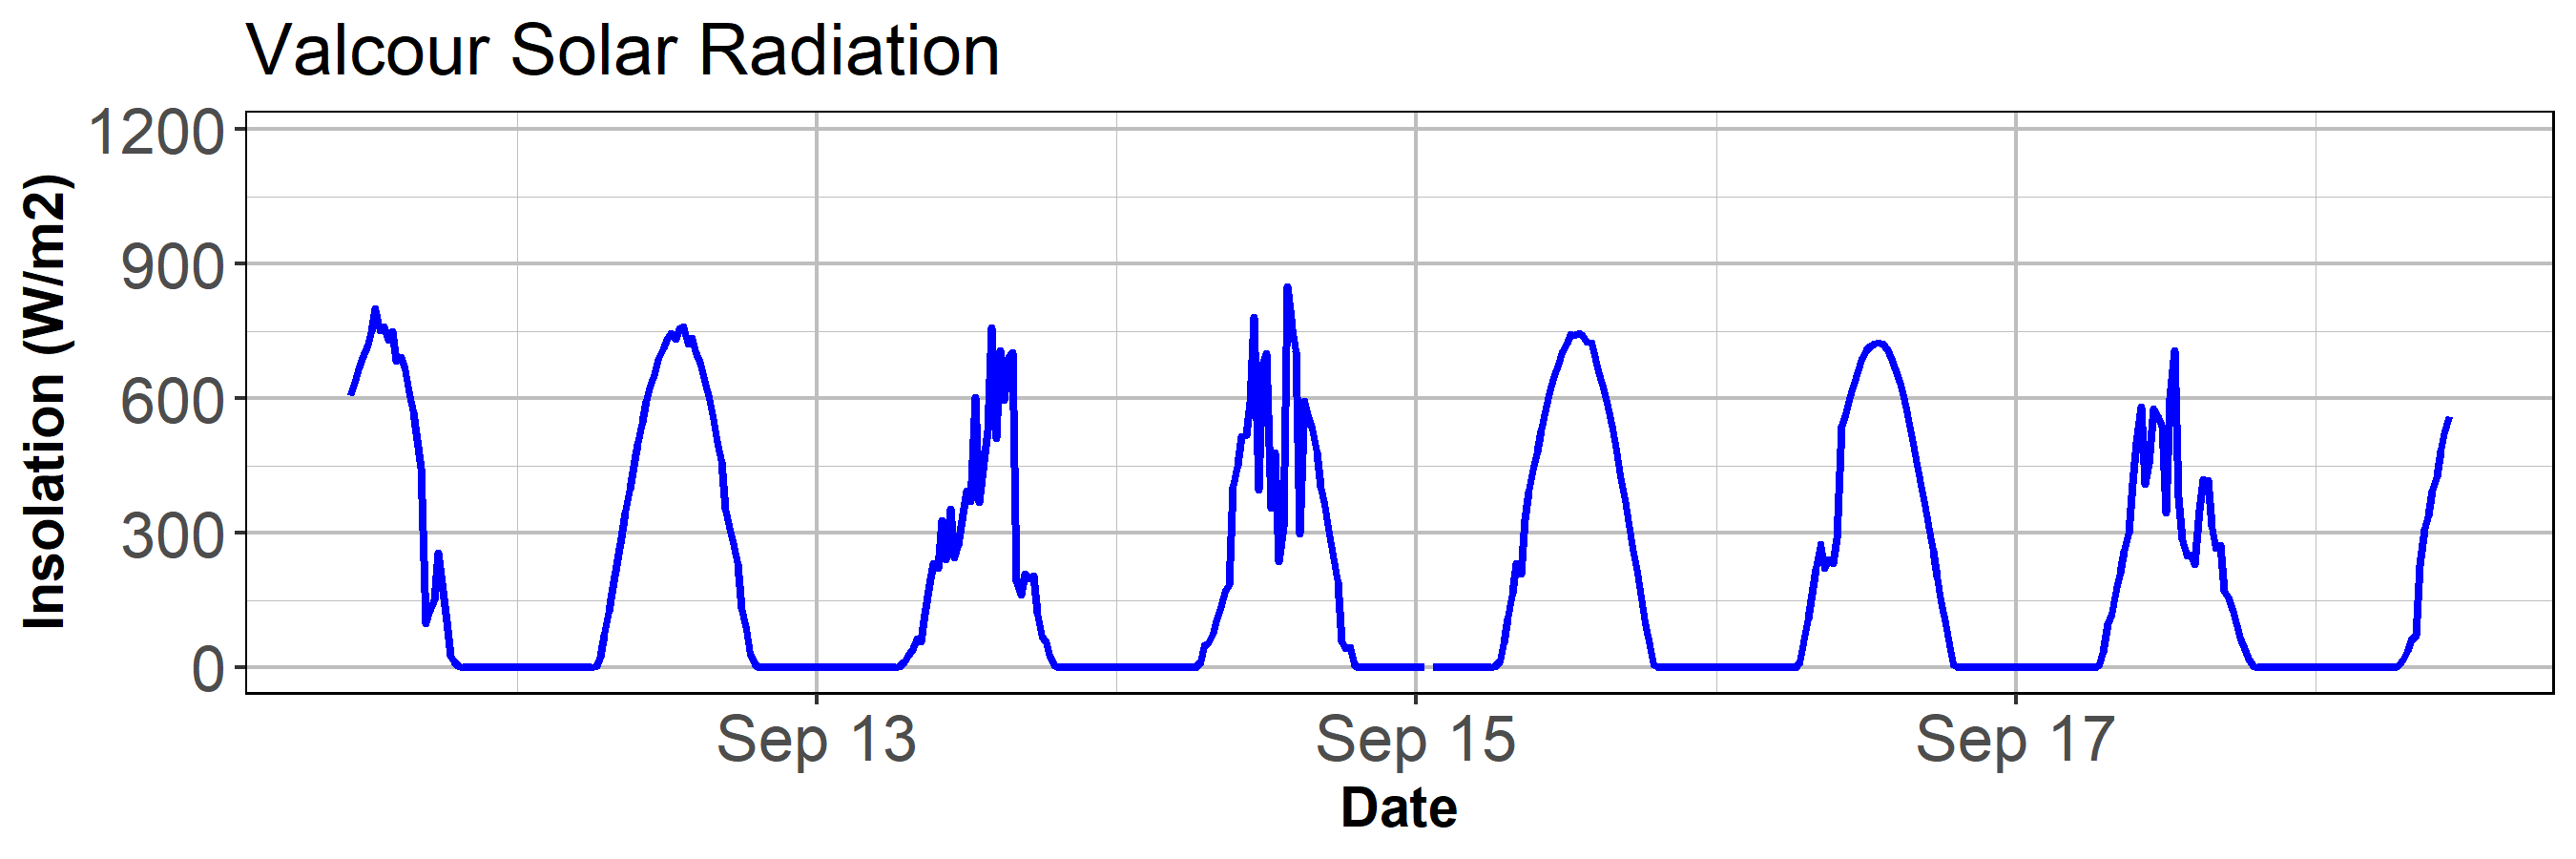 Valcour Solar Radiation
Insolation (W/m2)
1200
900
600
300
0
Sep 13
Sep 15
Sep 17
Date